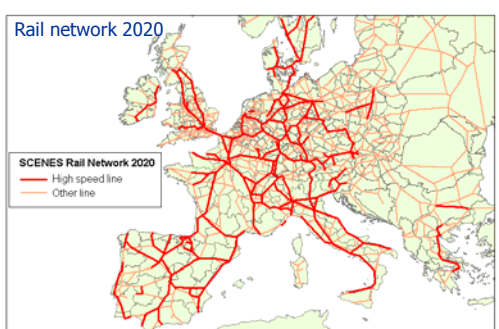 Rail network 2020
SCENES Rail Network 2020
High speed line
Other line